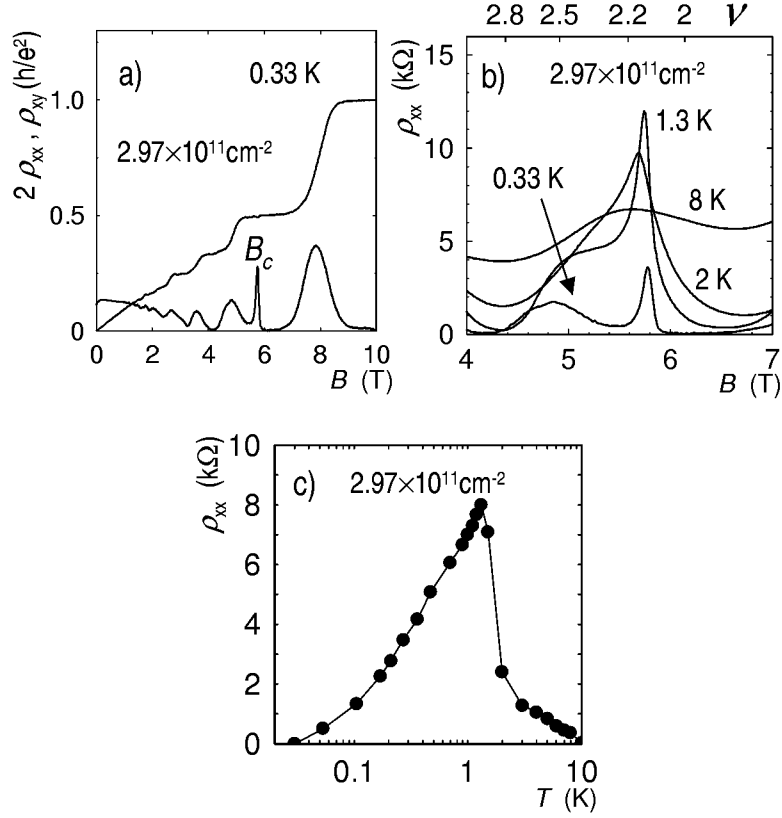 a)
0.33 K
2.97×10¹¹cm⁻²
B_c
2 ρxx , ρxy (h/e²)
1.0
0.5
0
0 2 4 6 8 10
B (T)
2.8 2.5 2.2 2 ν
b)
2.97×10¹¹cm⁻²
1.3 K
0.33 K
8 K
2 K
ρxx (kΩ)
15
10
5
0
4 5 6 7
B (T)
c)
2.97×10¹¹cm⁻²
ρxx (kΩ)
10
8
6
4
2
0
0.1 1 10
T (K)